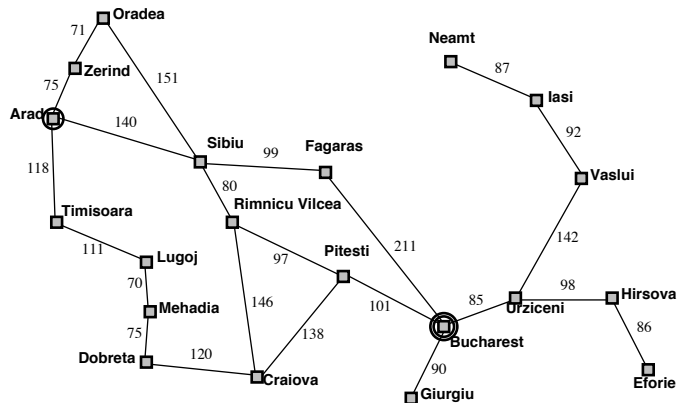 Oradea
71
Neamt
Zerind
87
75
151
Iasi
Arad
140
92
Sibiu
Fagaras
99
118
80
Vaslui
Timisoara
Rimnicu Vilcea
111
211
142
Lugoj
97
Pitesti
70
98
Hirsova
Mehadia
146
101
85
Urziceni
75
138
86
Bucharest
Dobreta
120
90
Craiova
Eforie
Giurgiu